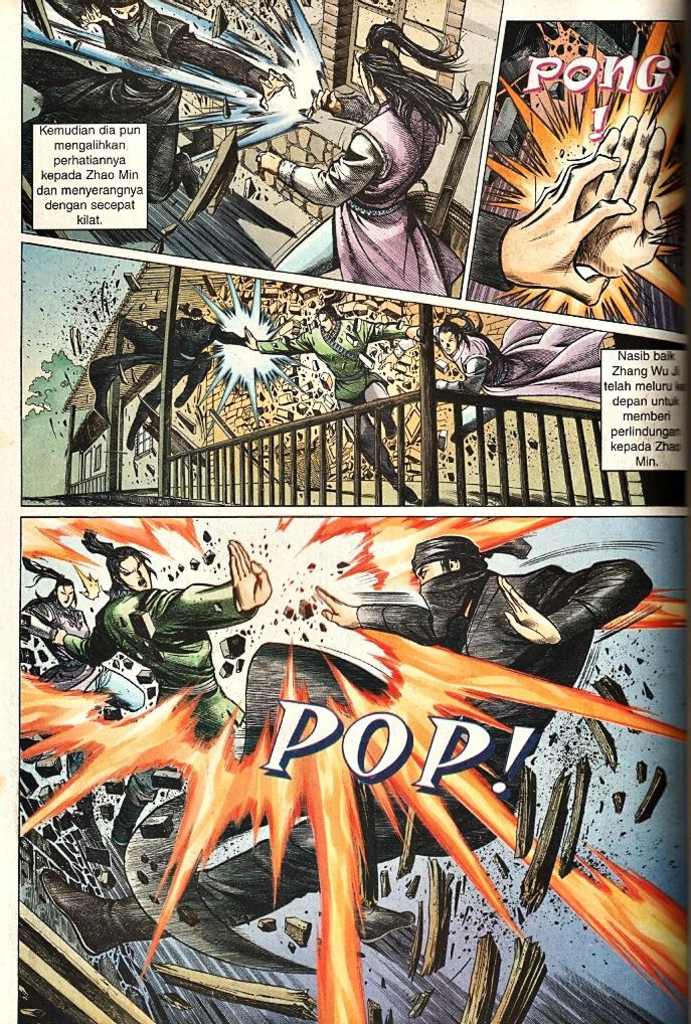 Kemudian dia pun
mengalihkan
perhatiannya
kepada Zhao Min
dan menyerangnya
dengan secepat
kilat.
PONG
!
Nasib baik
Zhang Wu Ji
telah meluru ke
depan untuk
memberi
perlindungan
kepada Zhao
Min.
POP!